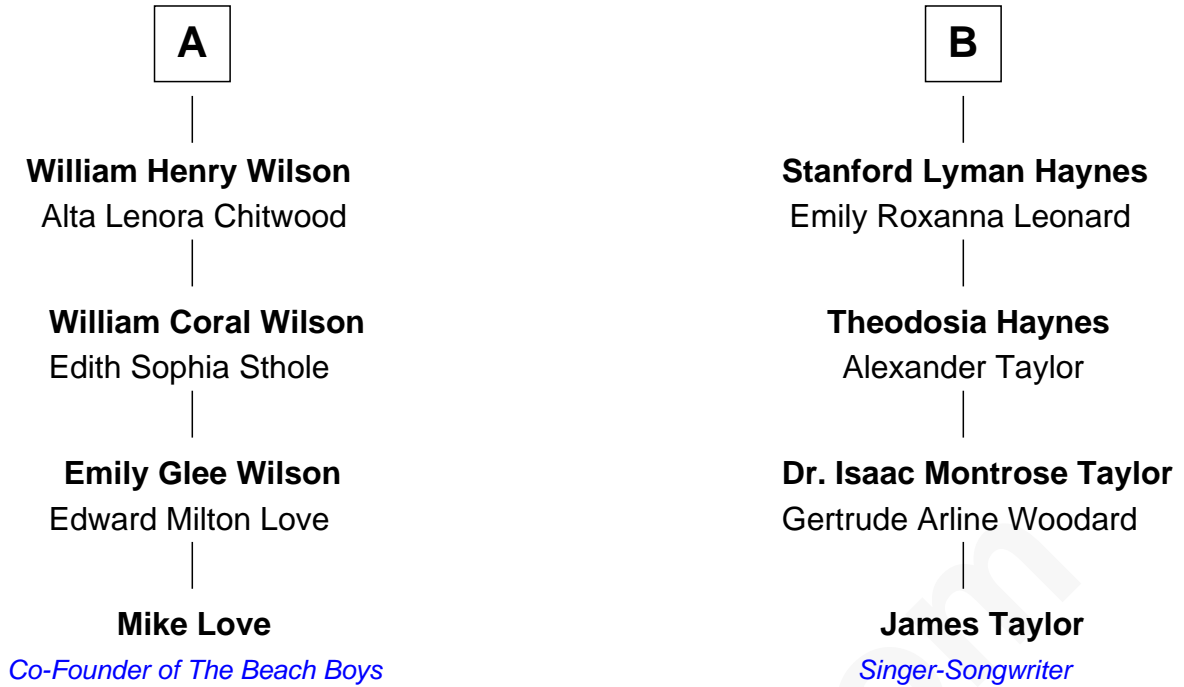 A
B
William Henry Wilson
Alta Lenora Chitwood
Stanford Lyman Haynes
Emily Roxanna Leonard
William Coral Wilson
Edith Sophia Sthole
Theodosia Haynes
Alexander Taylor
Emily Glee Wilson
Edward Milton Love
Dr. Isaac Montrose Taylor
Gertrude Arline Woodard
Mike Love
Co-Founder of The Beach Boys
James Taylor
Singer-Songwriter